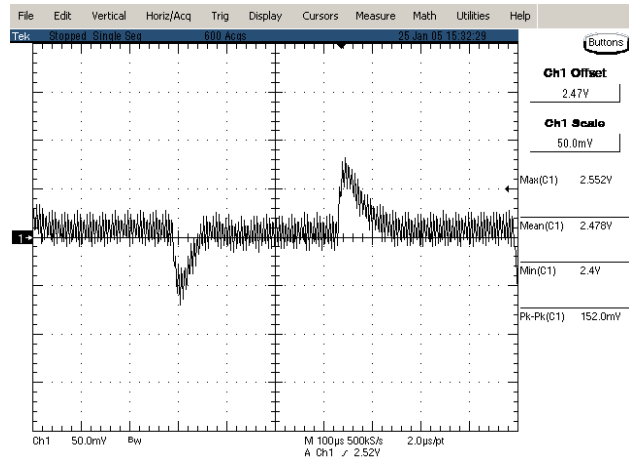 File Edit Vertical Horiz/Acq Trig Display Cursors Measure Math Utilities Help
Tek Stopped Single Seq 600 Acqs 25 Jan 05 15:32:29
Buttons
Ch1 Offset
2.47V
Ch1 Scale
50.0mV
Max(C1) 2.552V
Mean(C1) 2.478V
Min(C1) 2.4V
Pk-Pk(C1) 152.0mV
1
Ch1 50.0mV Bw M 100µs 500kS/s 2.0µs/pt
A Ch1 ∕ 2.52V